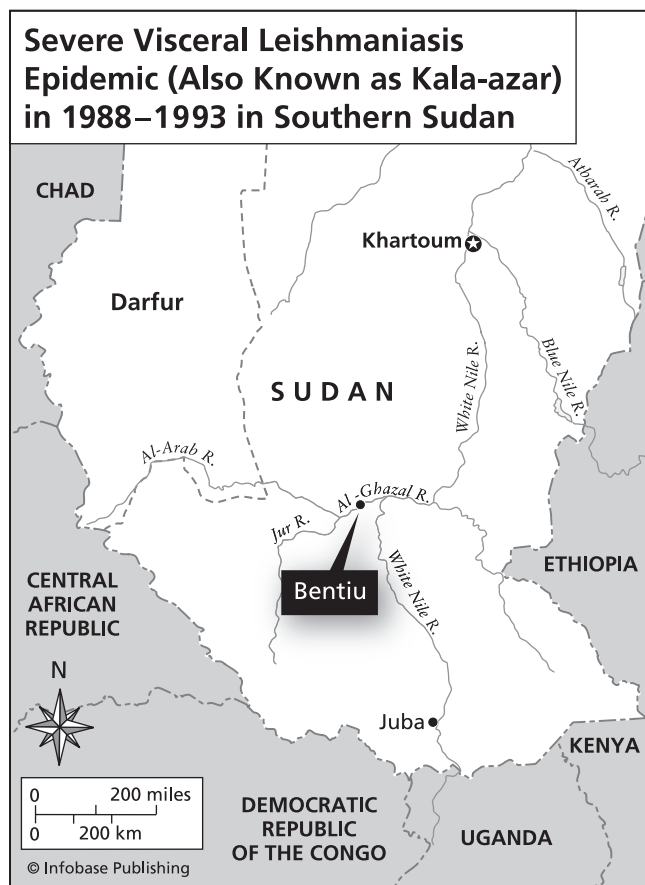 Severe Visceral Leishmaniasis
Epidemic (Also Known as Kala-azar)
in 1988–1993 in Southern Sudan
CHAD
Atbarah R.
Khartoum
Darfur
SUDAN
White Nile R.
Blue Nile R.
Al-Arab R.
Al-Ghazal R.
Jur R.
White Nile R.
Bentiu
ETHIOPIA
CENTRAL
AFRICAN
REPUBLIC
N
Juba
KENYA
0 200 miles
0 200 km
DEMOCRATIC
REPUBLIC
OF THE CONGO
UGANDA
© Infobase Publishing